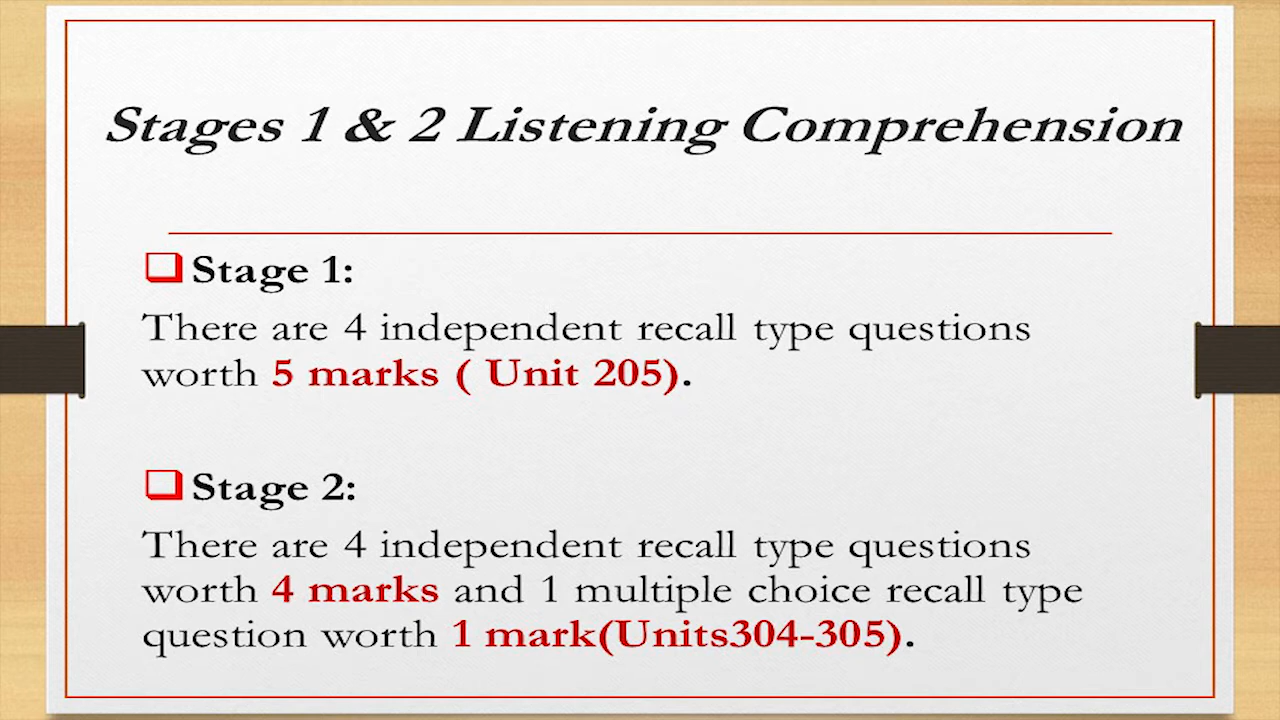 Stages 1 & 2 Listening Comprehension
Stage 1:
There are 4 independent recall type questions
worth 5 marks ( Unit 205).
Stage 2:
There are 4 independent recall type questions
worth 4 marks and 1 multiple choice recall type
question worth 1 mark(Units304-305).